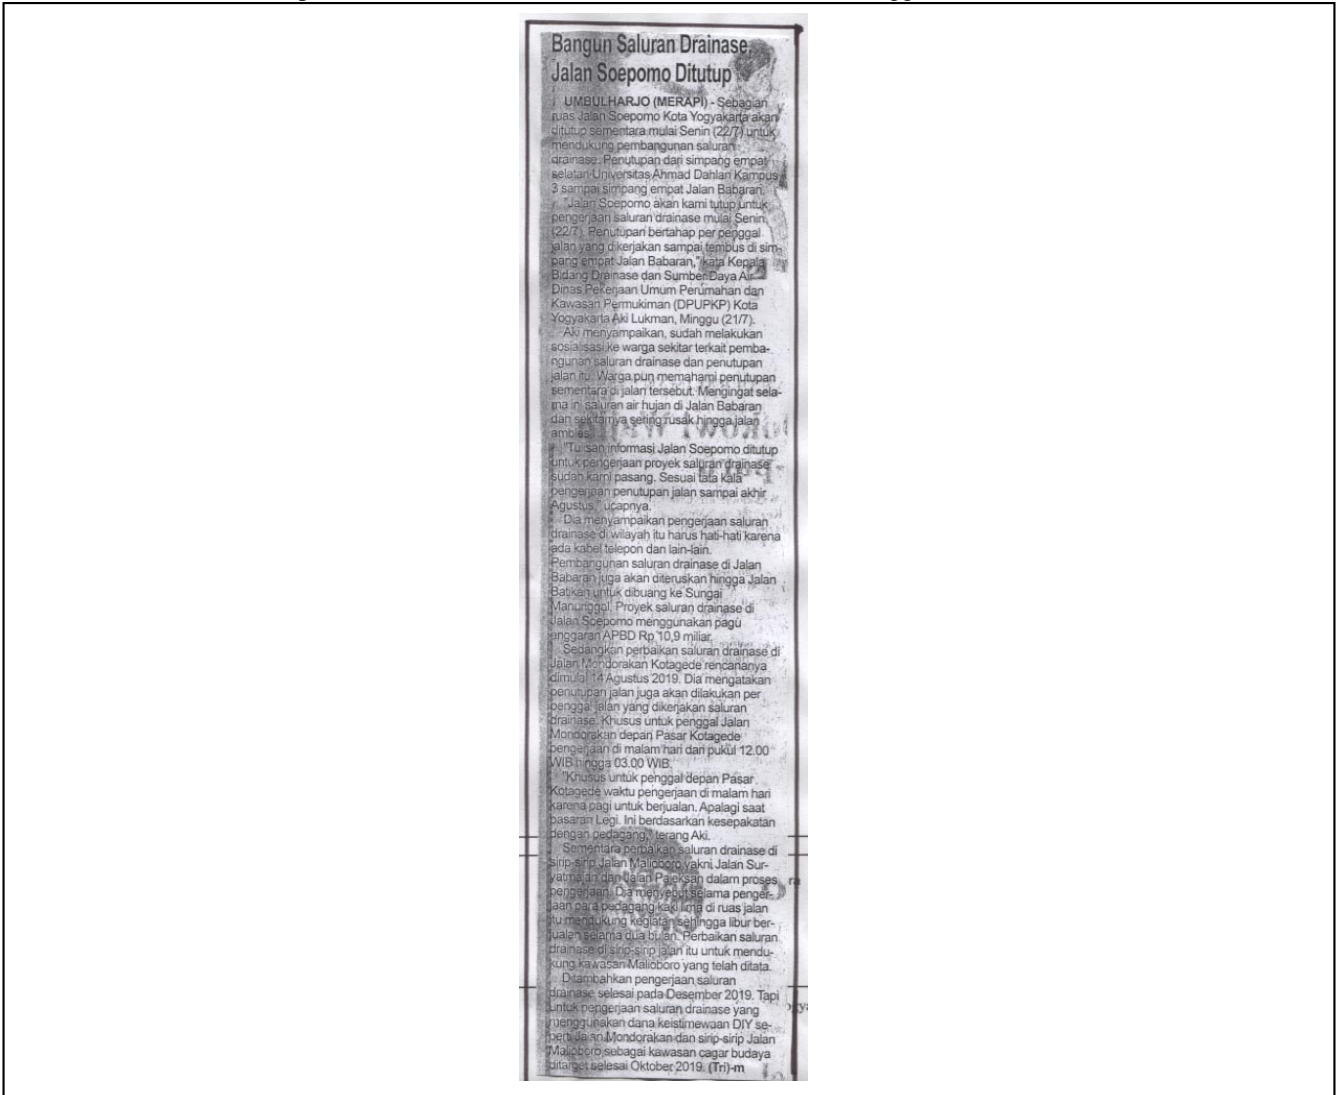 Bangun Saluran Drainase,
Jalan Soepomo Ditutup
UMBULHARJO (MERAPI) - Sebagian
ruas Jalan Soepomo Kota Yogyakarta akan
ditutup sementara mulai Senin (22/7) untuk
mendukung pembangunan saluran
drainase. Penutupan dari simpang empat
selatan Universitas Ahmad Dahlan Kampus
3 sampai simpang empat Jalan Babaran.
"Jalan Soepomo akan kami tutup untuk
pengerjaan saluran drainase mulai Senin
(22/7). Penutupan bertahap per penggal
jalan yang dikerjakan sampai tembus di sim-
pang empat Jalan Babaran," kata Kepala
Bidang Drainase dan Sumber Daya Air
Dinas Pekerjaan Umum Perumahan dan
Kawasan Permukiman (DPUPKP) Kota
Yogyakarta Aki Lukman, Minggu (21/7).
Aki menyampaikan, sudah melakukan
sosialisasi ke warga sekitar terkait pemba-
ngunan saluran drainase dan penutupan
jalan itu. Warga pun memahami penutupan
sementara di jalan tersebut. Mengingat sela-
ma ini saluran air hujan di Jalan Babaran
dan sekitarnya sering rusak hingga jalan
ambles.
"Tulisan informasi Jalan Soepomo ditutup
untuk pengerjaan proyek saluran drainase
sudah kami pasang. Sesuai tata kala
pengerjaan penutupan jalan sampai akhir
Agustus," ucapnya.
Dia menyampaikan pengerjaan saluran
drainase di wilayah itu harus hati-hati karena
ada kabel telepon dan lain-lain.
Pembangunan saluran drainase di Jalan
Babaran juga akan diteruskan hingga Jalan
Batikan untuk dibuang ke Sungai
Manunggal. Proyek saluran drainase di
Jalan Soepomo menggunakan pagu
anggaran APBD Rp 10,9 miliar.
Sedangkan perbaikan saluran drainase di
Jalan Mondorakan Kotagede rencananya
dimulai 14 Agustus 2019. Dia mengatakan
penutupan jalan juga akan dilakukan per
penggal jalan yang dikerjakan saluran
drainase. Khusus untuk penggal Jalan
Mondorakan depan Pasar Kotagede
pengerjaan di malam hari dari pukul 12.00
WIB hingga 03.00 WIB.
"Khusus untuk penggal depan Pasar
Kotagede waktu pengerjaan di malam hari
karena pagi untuk berjualan. Apalagi saat
pasaran Legi. Ini berdasarkan kesepakatan
dengan pedagang," terang Aki.
Sementara perbaikan saluran drainase di
sirip-sirip Jalan Malioboro yakni Jalan Sur-
yatmajan dan Jalan Pajeksan dalam proses
pengerjaan. Dia menyebut selama penger-
jaan para pedagang kaki lima di ruas jalan
itu mendukung kegiatan sehingga libur ber-
jualan selama dua bulan. Perbaikan saluran
drainase di sirip-sirip jalan itu untuk mendu-
kung kawasan Malioboro yang telah ditata.
Ditambahkan pengerjaan saluran
drainase selesai pada Desember 2019. Tapi
untuk pengerjaan saluran drainase yang
menggunakan dana keistimewaan DIY se-
perti Jalan Mondorakan dan sirip-sirip Jalan
Malioboro sebagai kawasan cagar budaya
ditarget selesai Oktober 2019. (Tri)-m